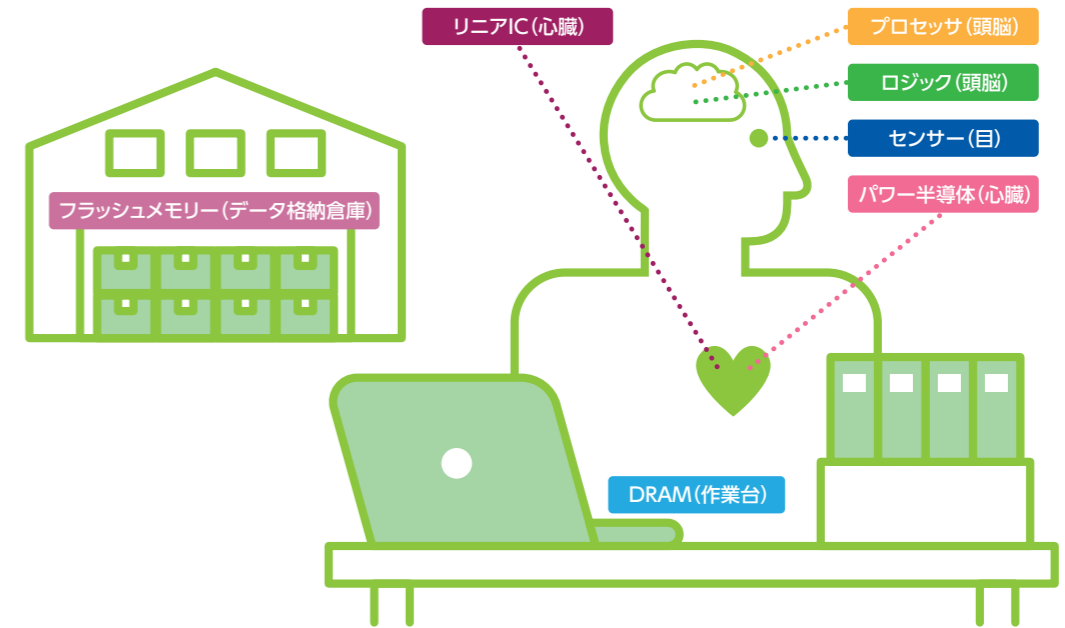 リニアIC(心臓)
プロセッサ(頭脳)
ロジック(頭脳)
センサー(目)
パワー半導体(心臓)
フラッシュメモリー(データ格納倉庫)
DRAM(作業台)